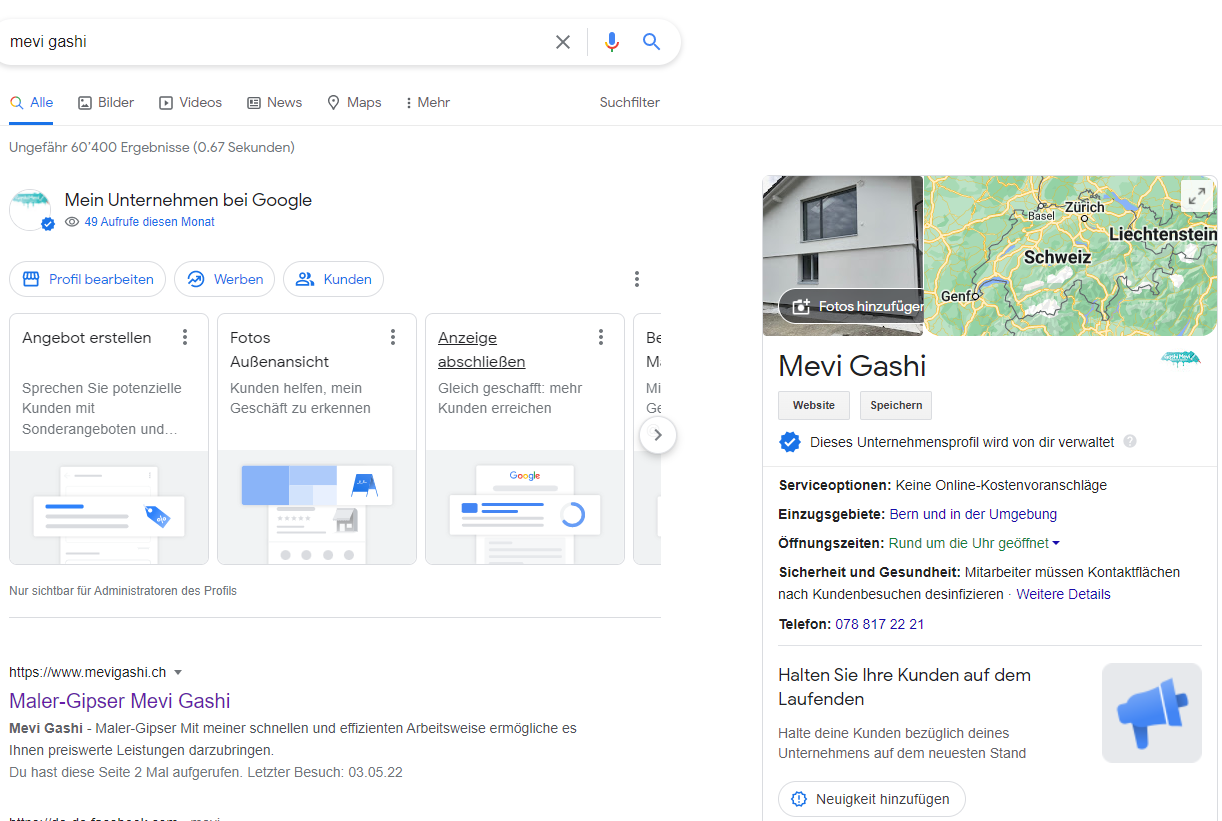 mevi gashi
Alle
Bilder
Videos
News
Maps
Mehr
Suchfilter
Ungefähr 60'400 Ergebnisse (0.67 Sekunden)
Mein Unternehmen bei Google
49 Aufrufe diesen Monat
Profil bearbeiten
Werben
Kunden
Angebot erstellen
Sprechen Sie potenzielle
Kunden mit
Sonderangeboten und…
Fotos
Außenansicht
Kunden helfen, mein
Geschäft zu erkennen
Anzeige
abschließen
Gleich geschafft: mehr
Kunden erreichen
Google
Be
Mi
Nur sichtbar für Administratoren des Profils
https://www.mevigashi.ch
Maler-Gipser Mevi Gashi
Mevi Gashi - Maler-Gipser Mit meiner schnellen und effizienten Arbeitsweise ermögliche es
Ihnen preiswerte Leistungen darzubringen.
Du hast diese Seite 2 Mal aufgerufen. Letzter Besuch: 03.05.22
Fotos hinzufügen
Basel
Zürich
Liechtenstein
Schweiz
Genf
Mevi Gashi
Website
Speichern
Dieses Unternehmensprofil wird von dir verwaltet
Serviceoptionen: Keine Online-Kostenvoranschläge
Einzugsgebiete: Bern und in der Umgebung
Öffnungszeiten: Rund um die Uhr geöffnet
Sicherheit und Gesundheit: Mitarbeiter müssen Kontaktflächen
nach Kundenbesuchen desinfizieren · Weitere Details
Telefon: 078 817 22 21
Halten Sie Ihre Kunden auf dem
Laufenden
Halte deine Kunden bezüglich deines
Unternehmens auf dem neuesten Stand
Neuigkeit hinzufügen